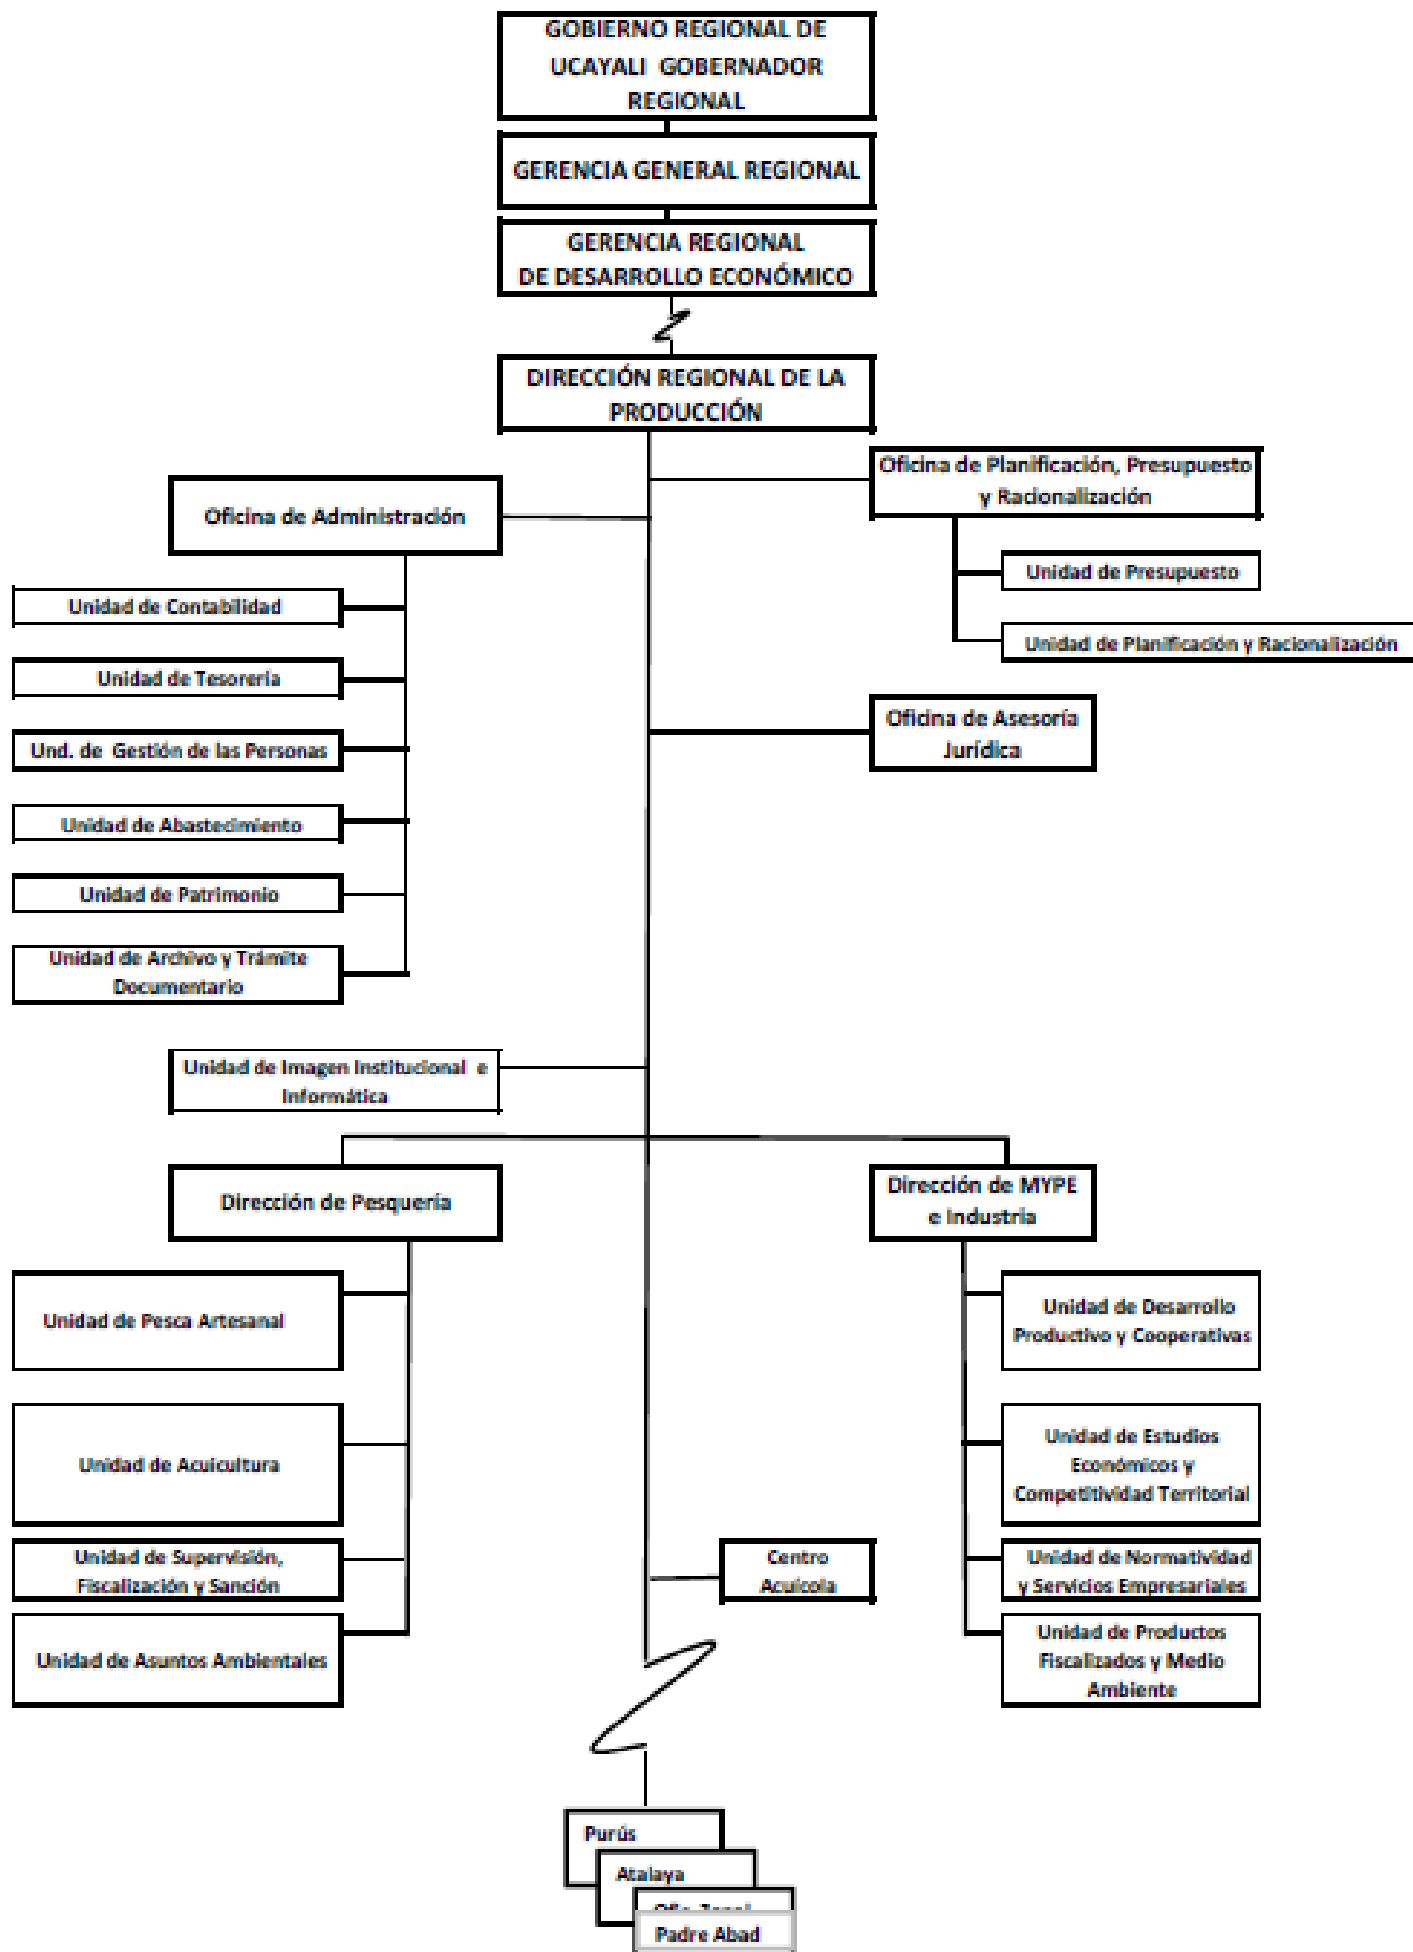 GOBIERNO REGIONAL DE
UCAYALI GOBERNADOR
REGIONAL
GERENCIA GENERAL REGIONAL
GERENCIA REGIONAL
DE DESARROLLO ECONÓMICO
DIRECCIÓN REGIONAL DE LA
PRODUCCIÓN
Oficina de Planificación, Presupuesto
y Racionalización
Oficina de Administración
Unidad de Presupuesto
Unidad de Contabilidad
Unidad de Planificación y Racionalización
Unidad de Tesorería
Oficina de Asesoría
Jurídica
Und. de Gestión de las Personas
Unidad de Abastecimiento
Unidad de Patrimonio
Unidad de Archivo y Trámite
Documentario
Unidad de Imagen Institucional e
Informática
Dirección de Pesquería
Dirección de MYPE
e Industria
Unidad de Pesca Artesanal
Unidad de Desarrollo
Productivo y Cooperativas
Unidad de Acuicultura
Unidad de Estudios
Económicos y
Competitividad Territorial
Unidad de Supervisión,
Fiscalización y Sanción
Centro
Acuícola
Unidad de Normatividad
y Servicios Empresariales
Unidad de Asuntos Ambientales
Unidad de Productos
Fiscalizados y Medio
Ambiente
Purús
Atalaya
Padre Abad